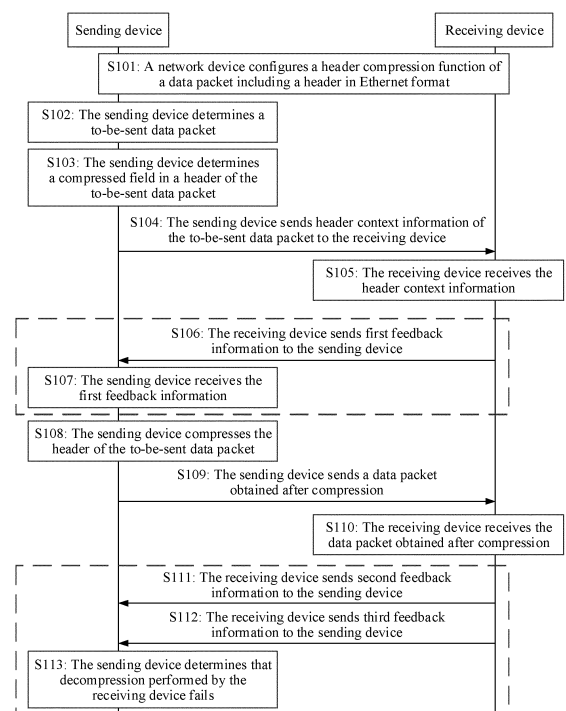 Sending device
Receiving device
S101: A network device configures a header compression function of
a data packet including a header in Ethernet format
S102: The sending device determines a
to-be-sent data packet
S103: The sending device determines
a compressed field in a header of the
to-be-sent data packet
S104: The sending device sends header context information of
the to-be-sent data packet to the receiving device
S105: The receiving device receives the
header context information
S106: The receiving device sends first feedback
information to the sending device
S107: The sending device receives the
first feedback information
S108: The sending device compresses the
header of the to-be-sent data packet
S109: The sending device sends a data packet
obtained after compression
S110: The receiving device receives the
data packet obtained after compression
S111: The receiving device sends second feedback
information to the sending device
S112: The receiving device sends third feedback
information to the sending device
S113: The sending device determines that
decompression performed by the
receiving device fails